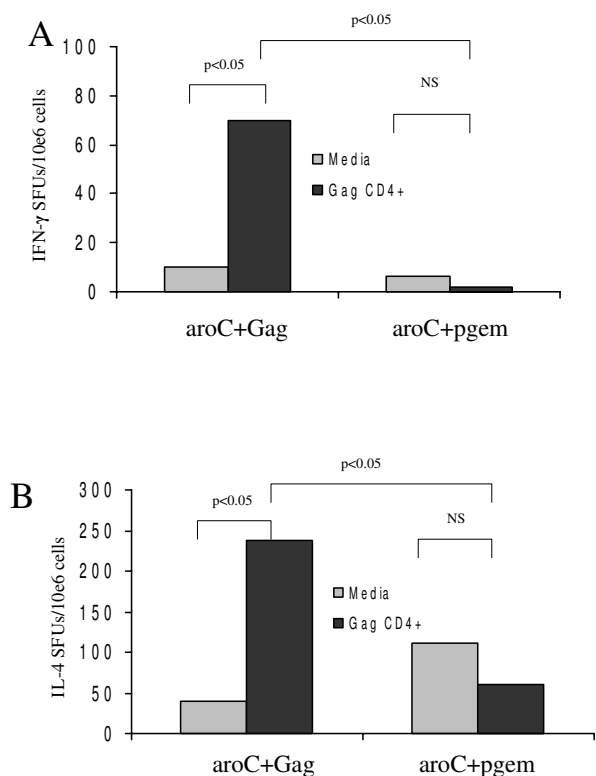 A
p<0.05
100
p<0.05
NS
80
60
Media
Gag CD4+
40
20
0
IFN-γ SFUs/10e6 cells
aroC+Gag
aroC+pgem
B
p<0.05
300
p<0.05
NS
250
200
150
Media
Gag CD4+
100
50
0
IL-4 SFUs/10e6 cells
aroC+Gag
aroC+pgem